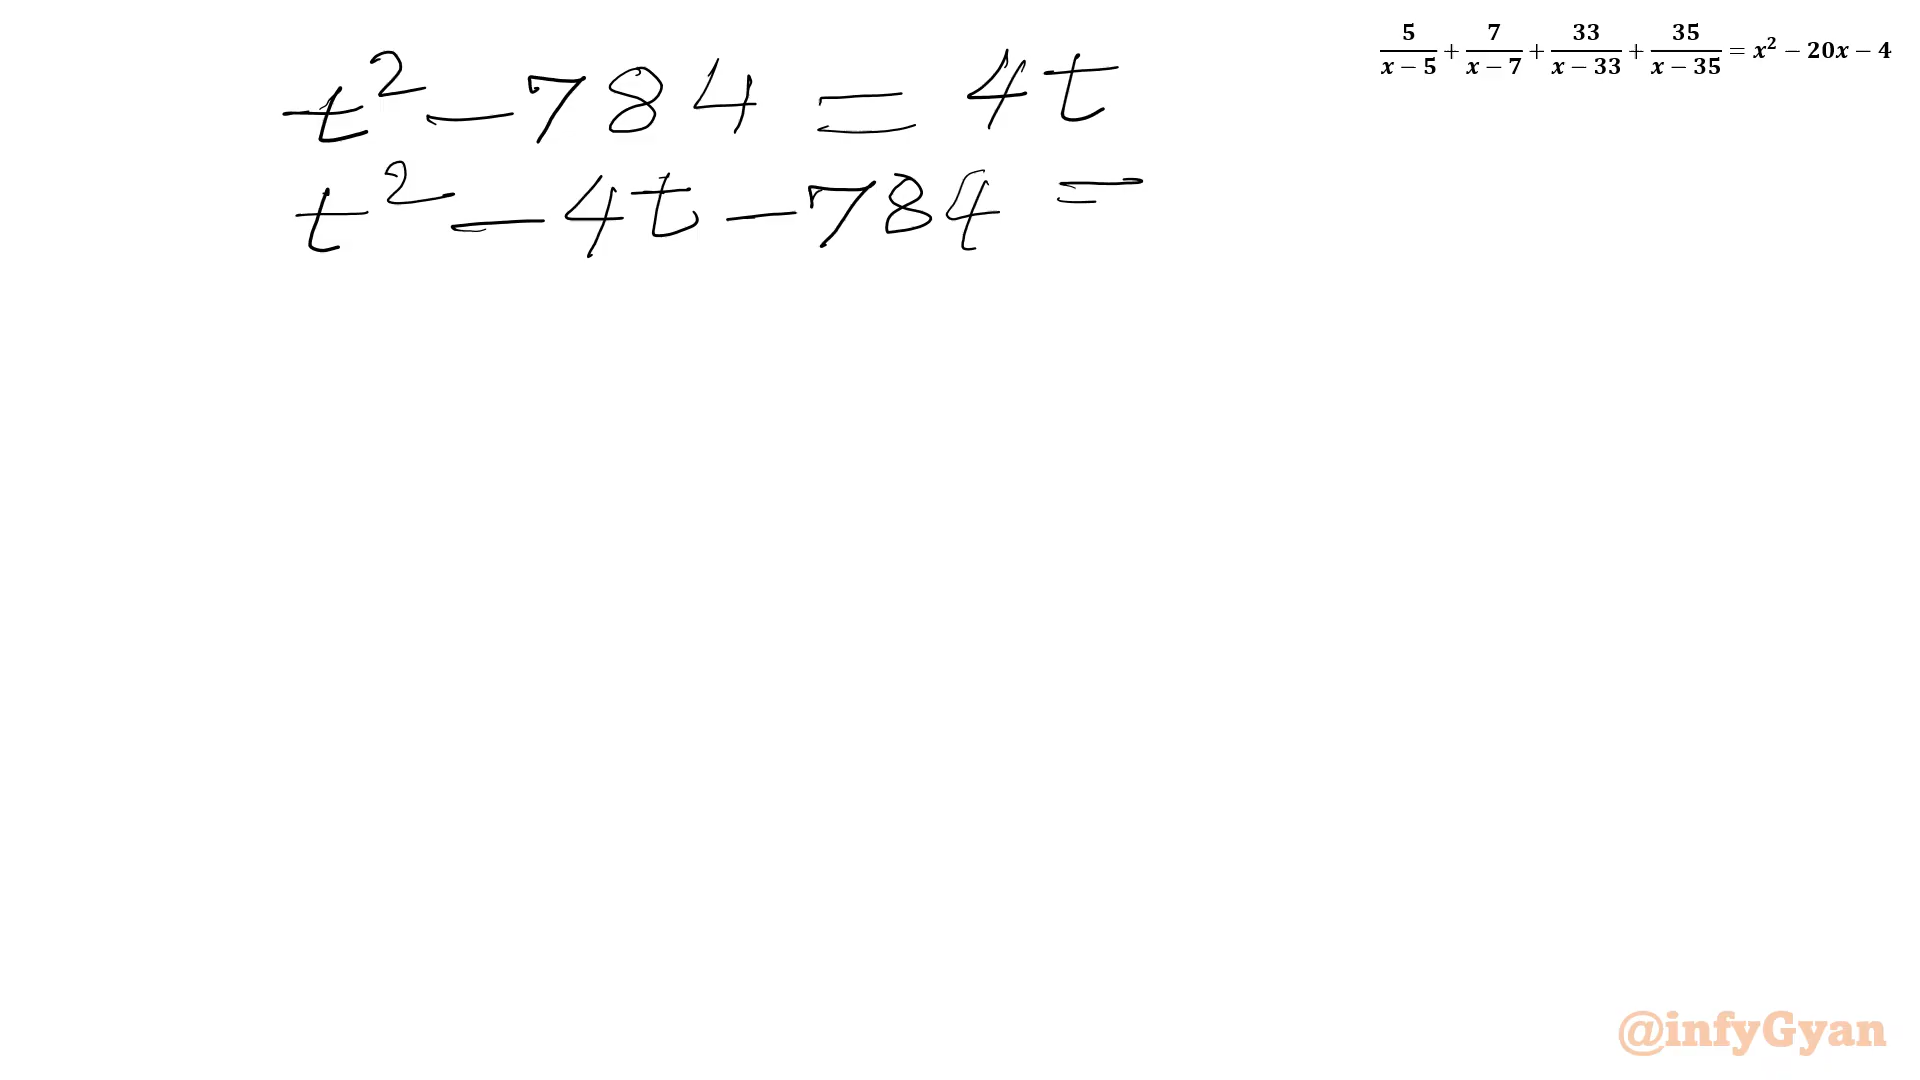 t² - 784 = 4t
t² - 4t - 784 =
5/(x - 5) + 7/(x - 7) + 33/(x - 33) + 35/(x - 35) = x² - 20x - 4
@infyGyan